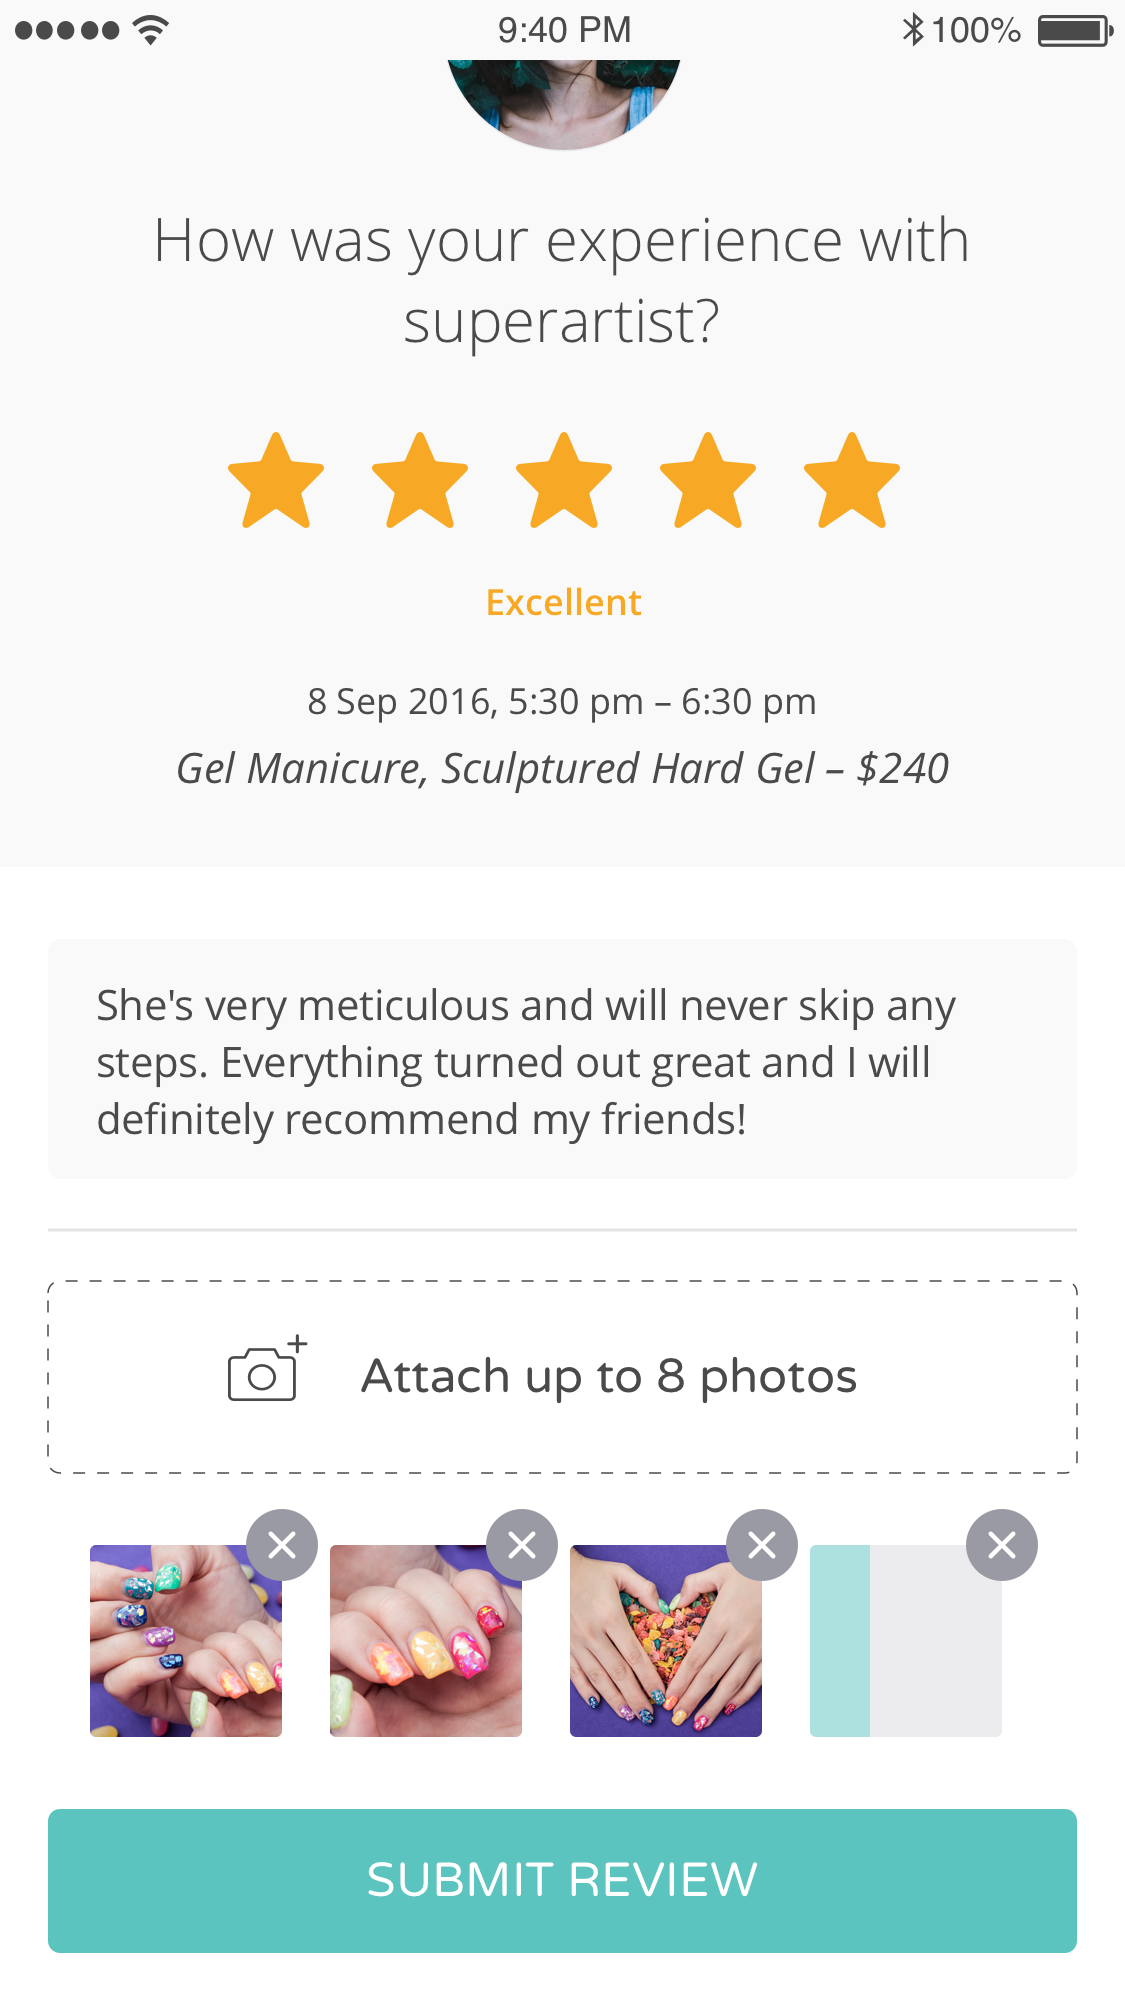 9:40 PM 100%
How was your experience with
superartist?
Excellent
8 Sep 2016, 5:30 pm – 6:30 pm
Gel Manicure, Sculptured Hard Gel – $240
She's very meticulous and will never skip any
steps. Everything turned out great and I will
definitely recommend my friends!
Attach up to 8 photos
SUBMIT REVIEW